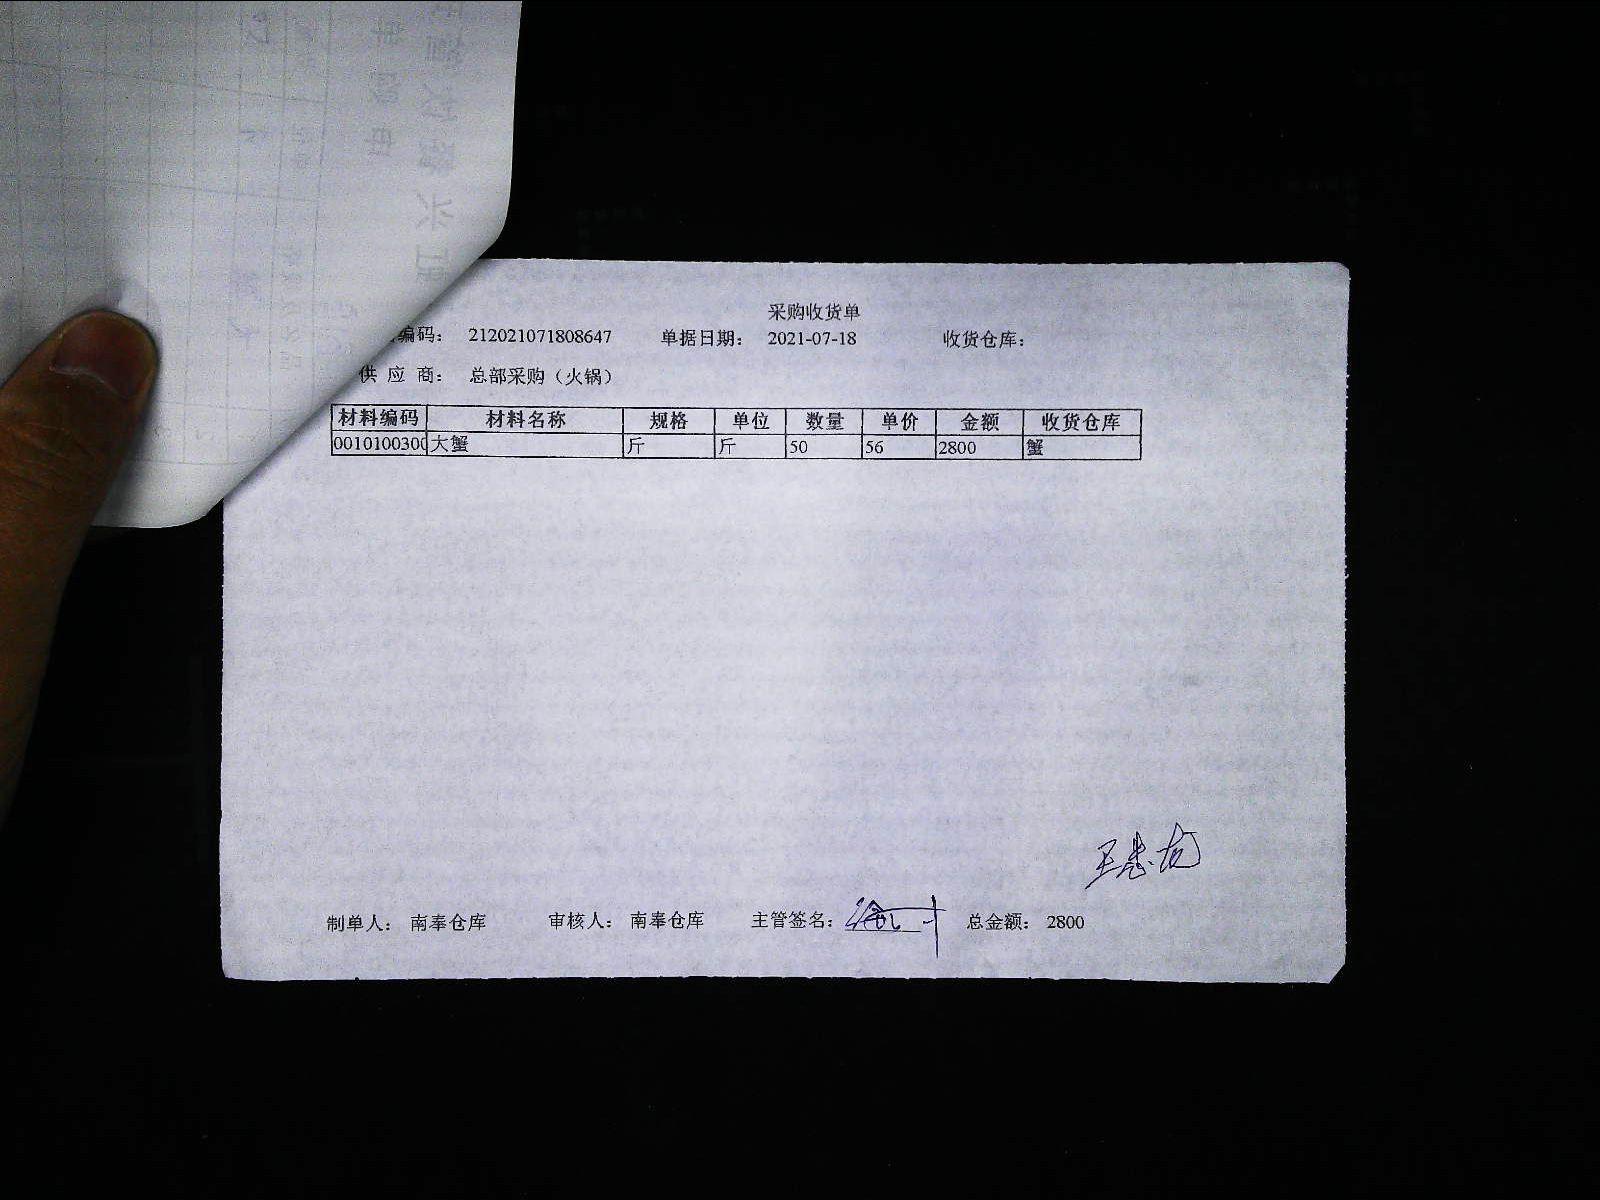 采购收货单
编码： 212021071808647 单据日期： 2021-07-18 收货仓库：
供 应 商： 总部采购（火锅）
材料编码 材料名称 规格 单位 数量 单价 金额 收货仓库
0010100300 大蟹 斤 斤 50 56 2800 蟹
制单人： 南奉仓库 审核人： 南奉仓库 主管签名： 总金额： 2800